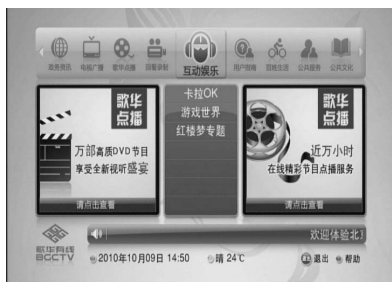 政务资讯 电视广播 歌华点播 回看录制 互动娱乐 用户指南 百姓生活 公共服务 公共文化
卡拉OK
游戏世界
红楼梦专题
歌华
点播
万部高质DVD节目
享受全新视听盛宴
请点击查看
歌华
点播
近万小时
在线精彩节目点播服务
请点击查看
欢迎体验北京
歌华有线
BGCTV
2010年10月09日 14:50 晴 24℃ 退出 帮助